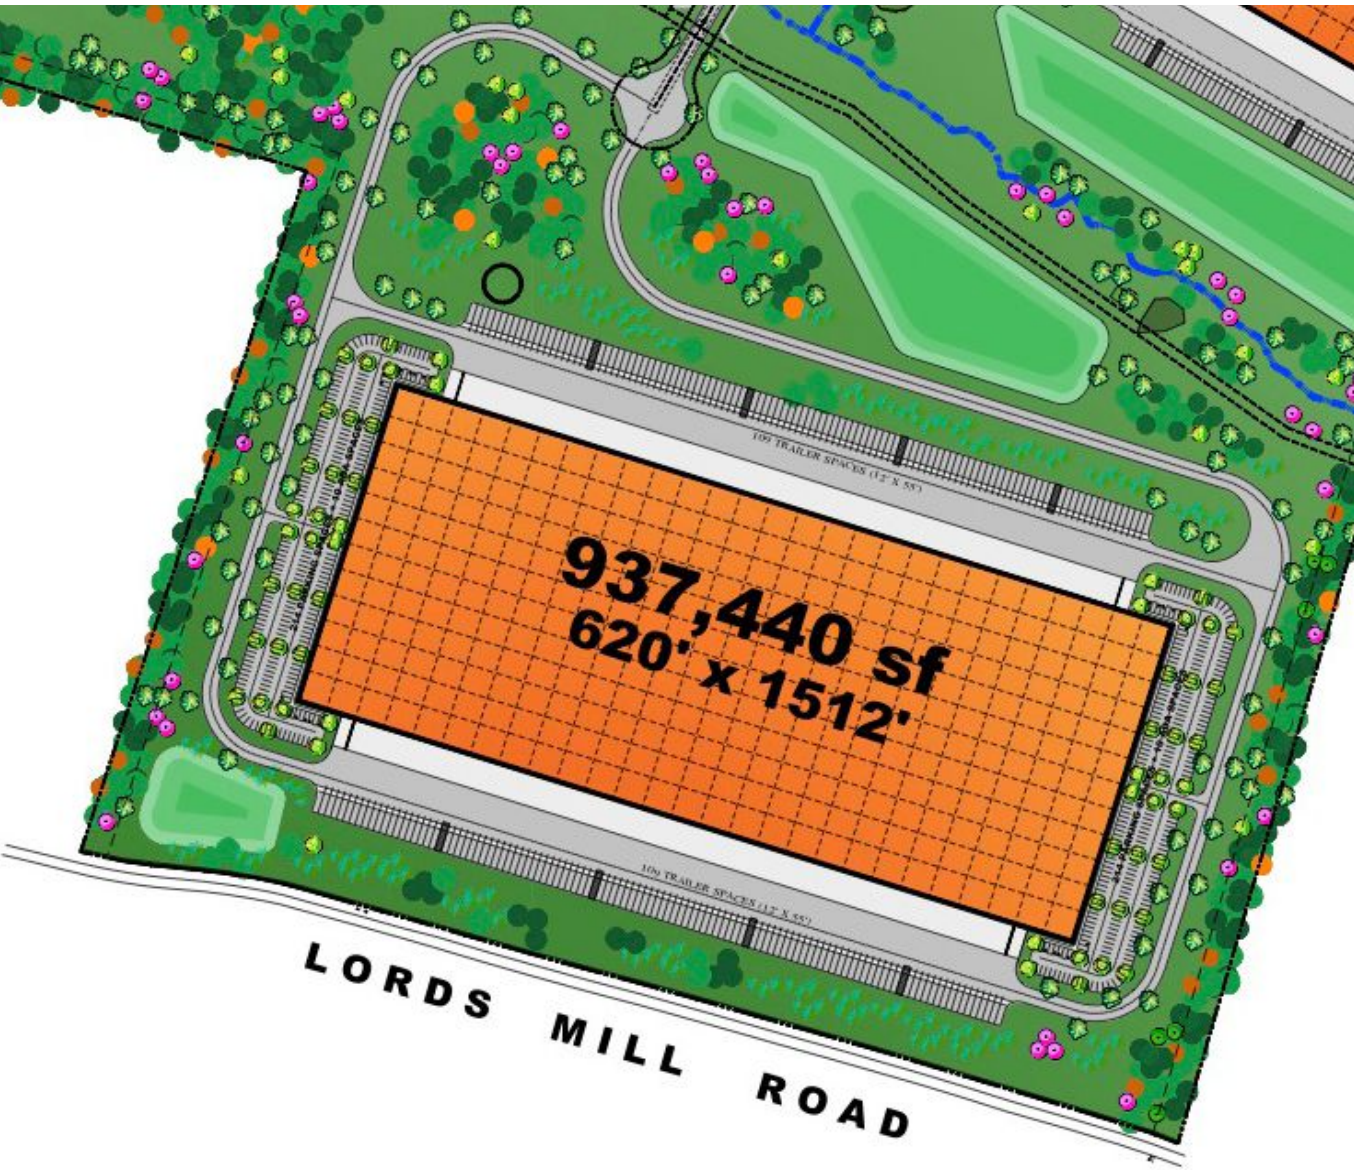 109 TRAILER SPACES (12' X 55')
937,440 sf
620' x 1512'
109 TRAILER SPACES (12' X 55')
LORDS MILL ROAD